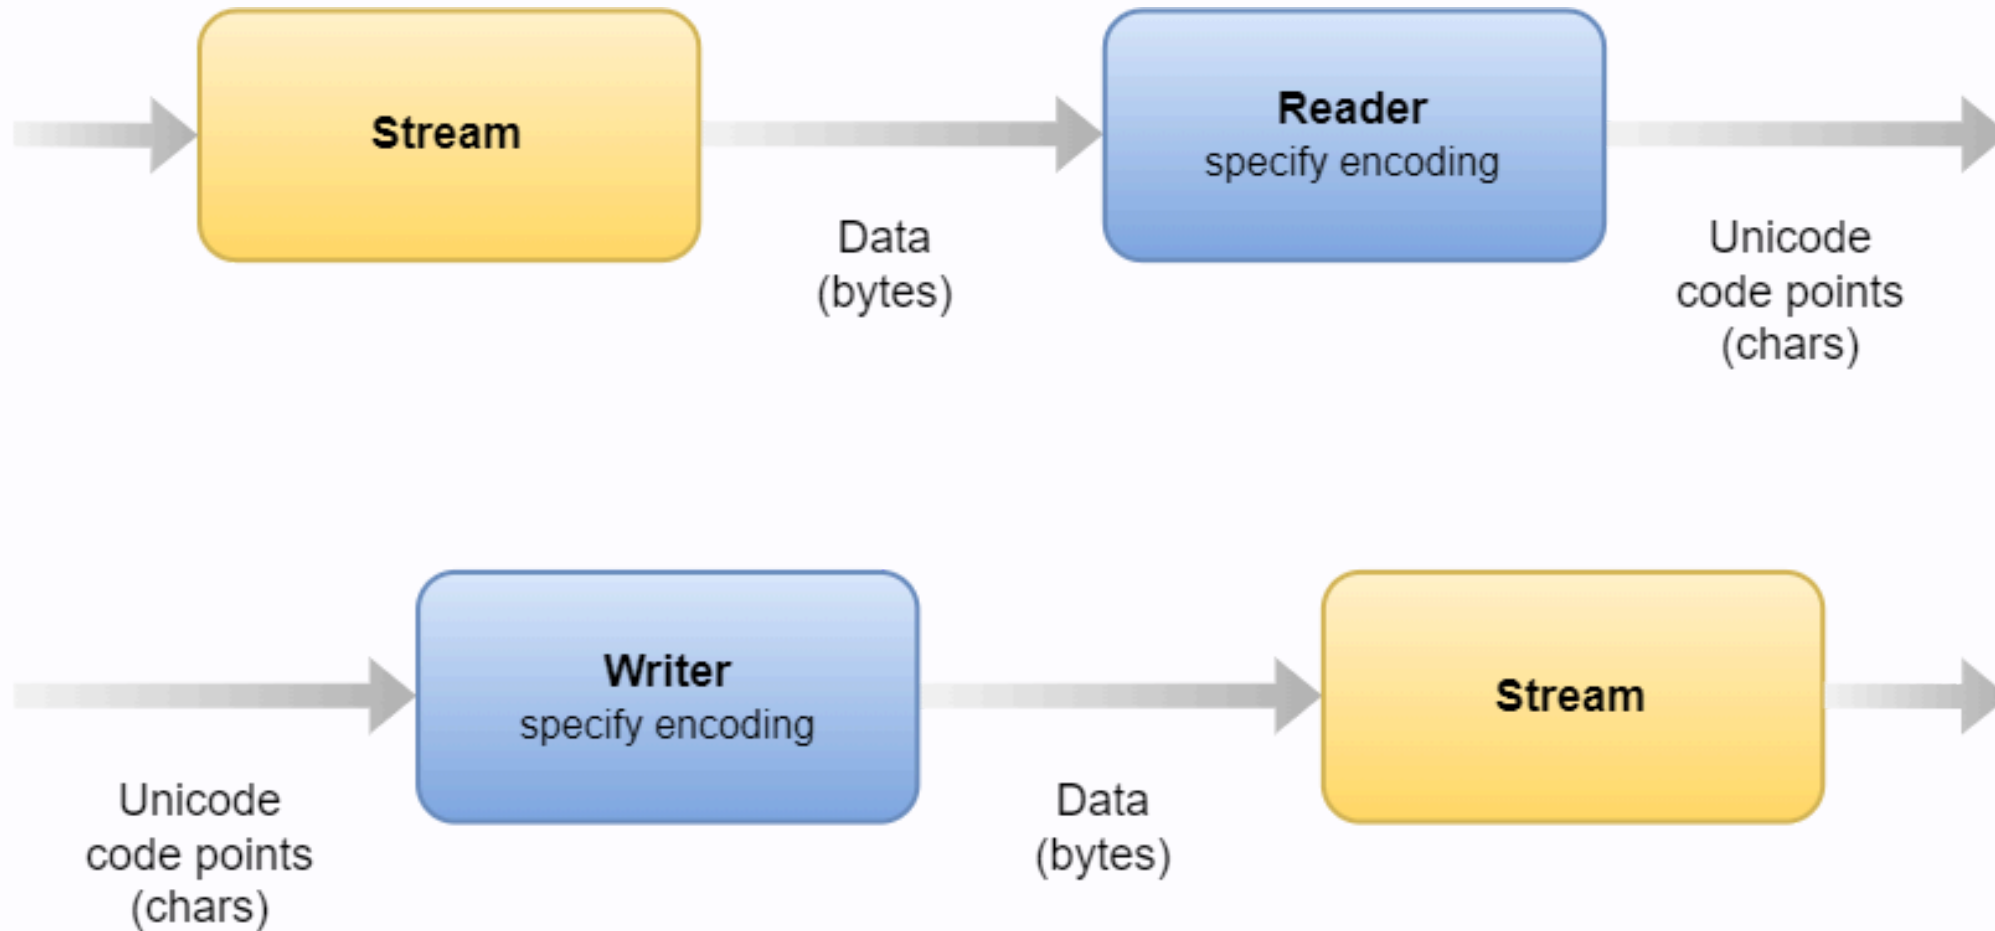 Stream
Reader
specify encoding
Data
(bytes)
Unicode
code points
(chars)
Writer
specify encoding
Stream
Unicode
code points
(chars)
Data
(bytes)